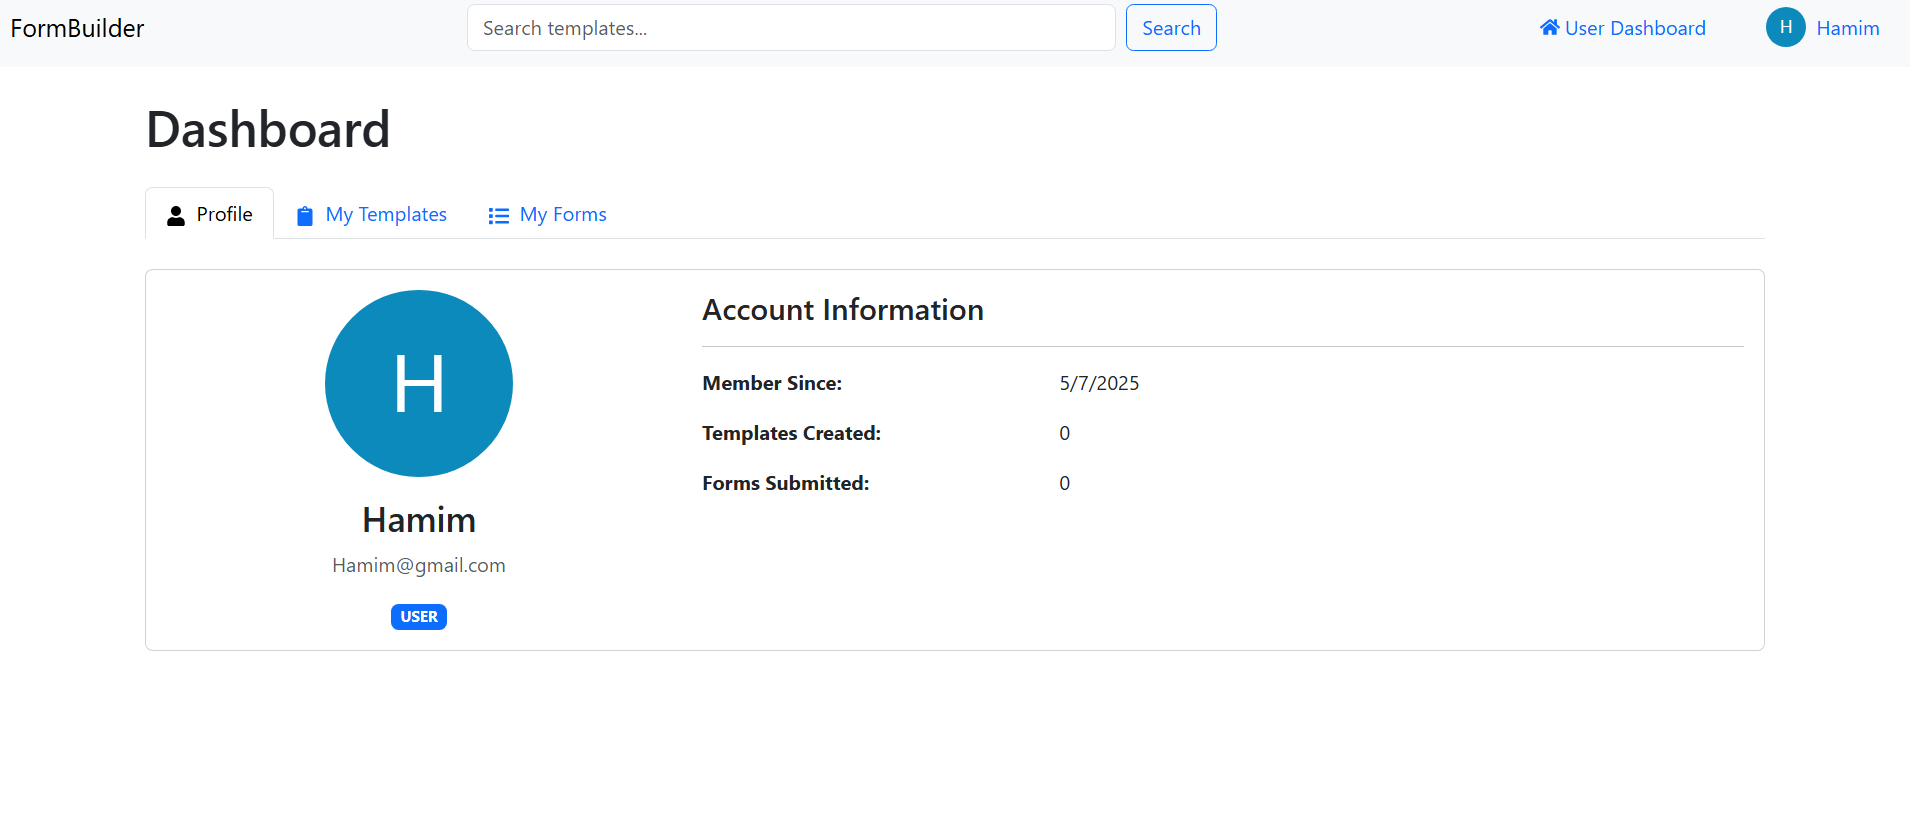 FormBuilder Search templates... Search User Dashboard H Hamim
Dashboard
Profile My Templates My Forms
H
Hamim
Hamim@gmail.com
USER
Account Information
Member Since: 5/7/2025
Templates Created: 0
Forms Submitted: 0